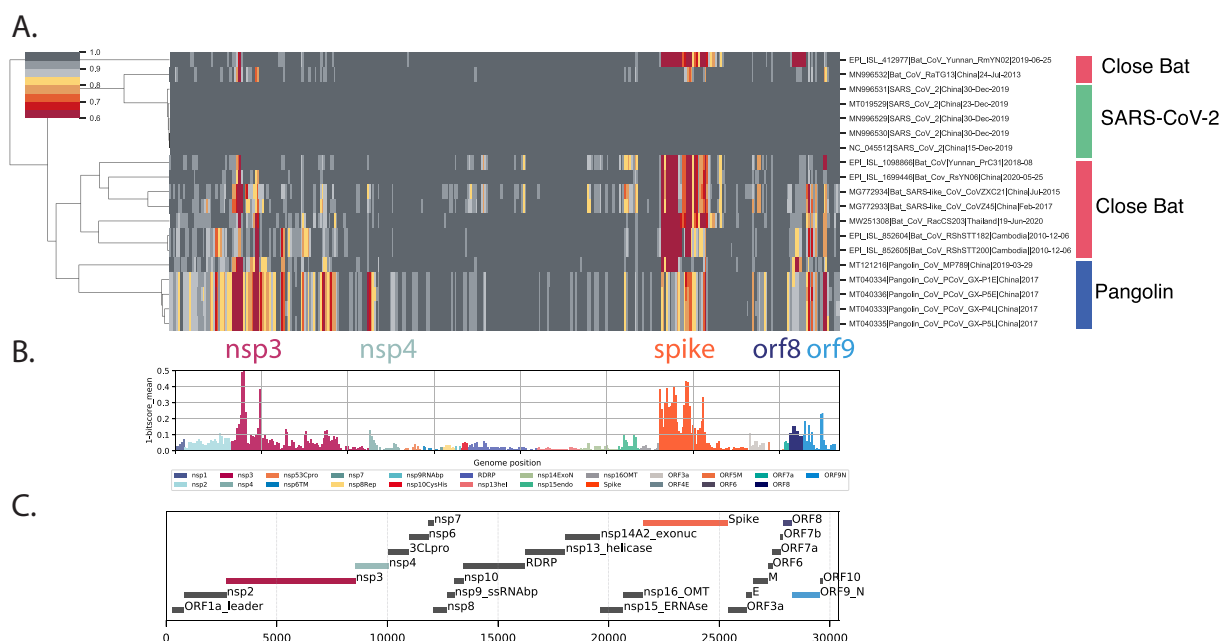 A.
1.0
0.9
0.8
0.7
0.6
EPI_ISL_412977|Bat_CoV_Yunnan_RmYN02|2019-06-25
MN996532|Bat_CoV_RaTG13|China|24-Jul-2013
MN996531|SARS_CoV_2|China|30-Dec-2019
MT019529|SARS_CoV_2|China|23-Dec-2019
MN996529|SARS_CoV_2|China|30-Dec-2019
MN996530|SARS_CoV_2|China|30-Dec-2019
NC_045512|SARS_CoV_2|China|15-Dec-2019
EPI_ISL_1098866|Bat_CoV|Yunnan_PrC31|2018-08
EPI_ISL_1699446|Bat_Cov_RsYN06|China|2020-05-25
MG772934|Bat_SARS-like_CoV_CoVZXC21|China|Jul-2015
MG772933|Bat_SARS-like_CoV_CoVZ45|China|Feb-2017
MW251308|Bat_CoV_RacCS203|Thailand|19-Jun-2020
EPI_ISL_852604|Bat_CoV_RShSTT182|Cambodia|2010-12-06
EPI_ISL_852605|Bat_CoV_RShSTT200|Cambodia|2010-12-06
MT121216|Pangolin_CoV_MP789|China|2019-03-29
MT040334|Pangolin_CoV_PCoV_GX-P1E|China|2017
MT040336|Pangolin_CoV_PCoV_GX-P5E|China|2017
MT040333|Pangolin_CoV_PCoV_GX-P4L|China|2017
MT040335|Pangolin_CoV_PCoV_GX-P5L|China|2017
Close Bat
SARS-CoV-2
Close Bat
Pangolin
B.
nsp3 nsp4 spike orf8 orf9
1-bitscore_mean
0.5
0.4
0.3
0.2
0.1
0.0
Genome position
nsp1 nsp3 nsp53Cpro nsp7 nsp9RNAbp RDRP nsp14ExoN nsp16OMT ORF3a ORF5M ORF7a ORF9N
nsp2 nsp4 nsp6TM nsp8Rep nsp10CysHis nsp13hel nsp15endo Spike ORF4E ORF6 ORF8
C.
nsp7 Spike ORF8
nsp6 nsp14A2_exonuc ORF7b
3CLpro nsp13_helicase ORF7a
nsp4 RDRP ORF6
nsp3 nsp10 M ORF10
nsp2 nsp9_ssRNAbp nsp16_OMT E ORF9_N
ORF1a_leader nsp8 nsp15_ERNAse ORF3a
0 5000 10000 15000 20000 25000 30000